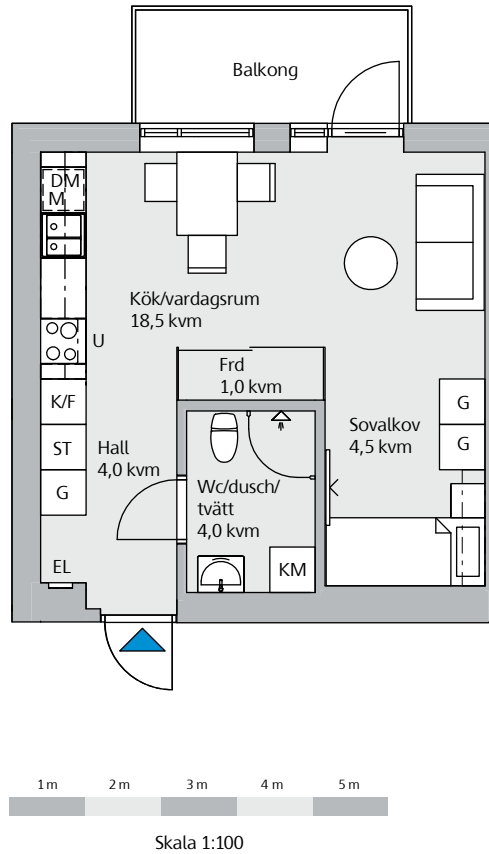 Balkong
DM
M
Kök/vardagsrum
18,5 kvm
U
Frd
1,0 kvm
K/F
G
ST
Hall
4,0 kvm
Sovalkov
4,5 kvm
G
G
Wc/dusch/
tvätt
4,0 kvm
EL
KM
1 m 2 m 3 m 4 m 5 m
Skala 1:100